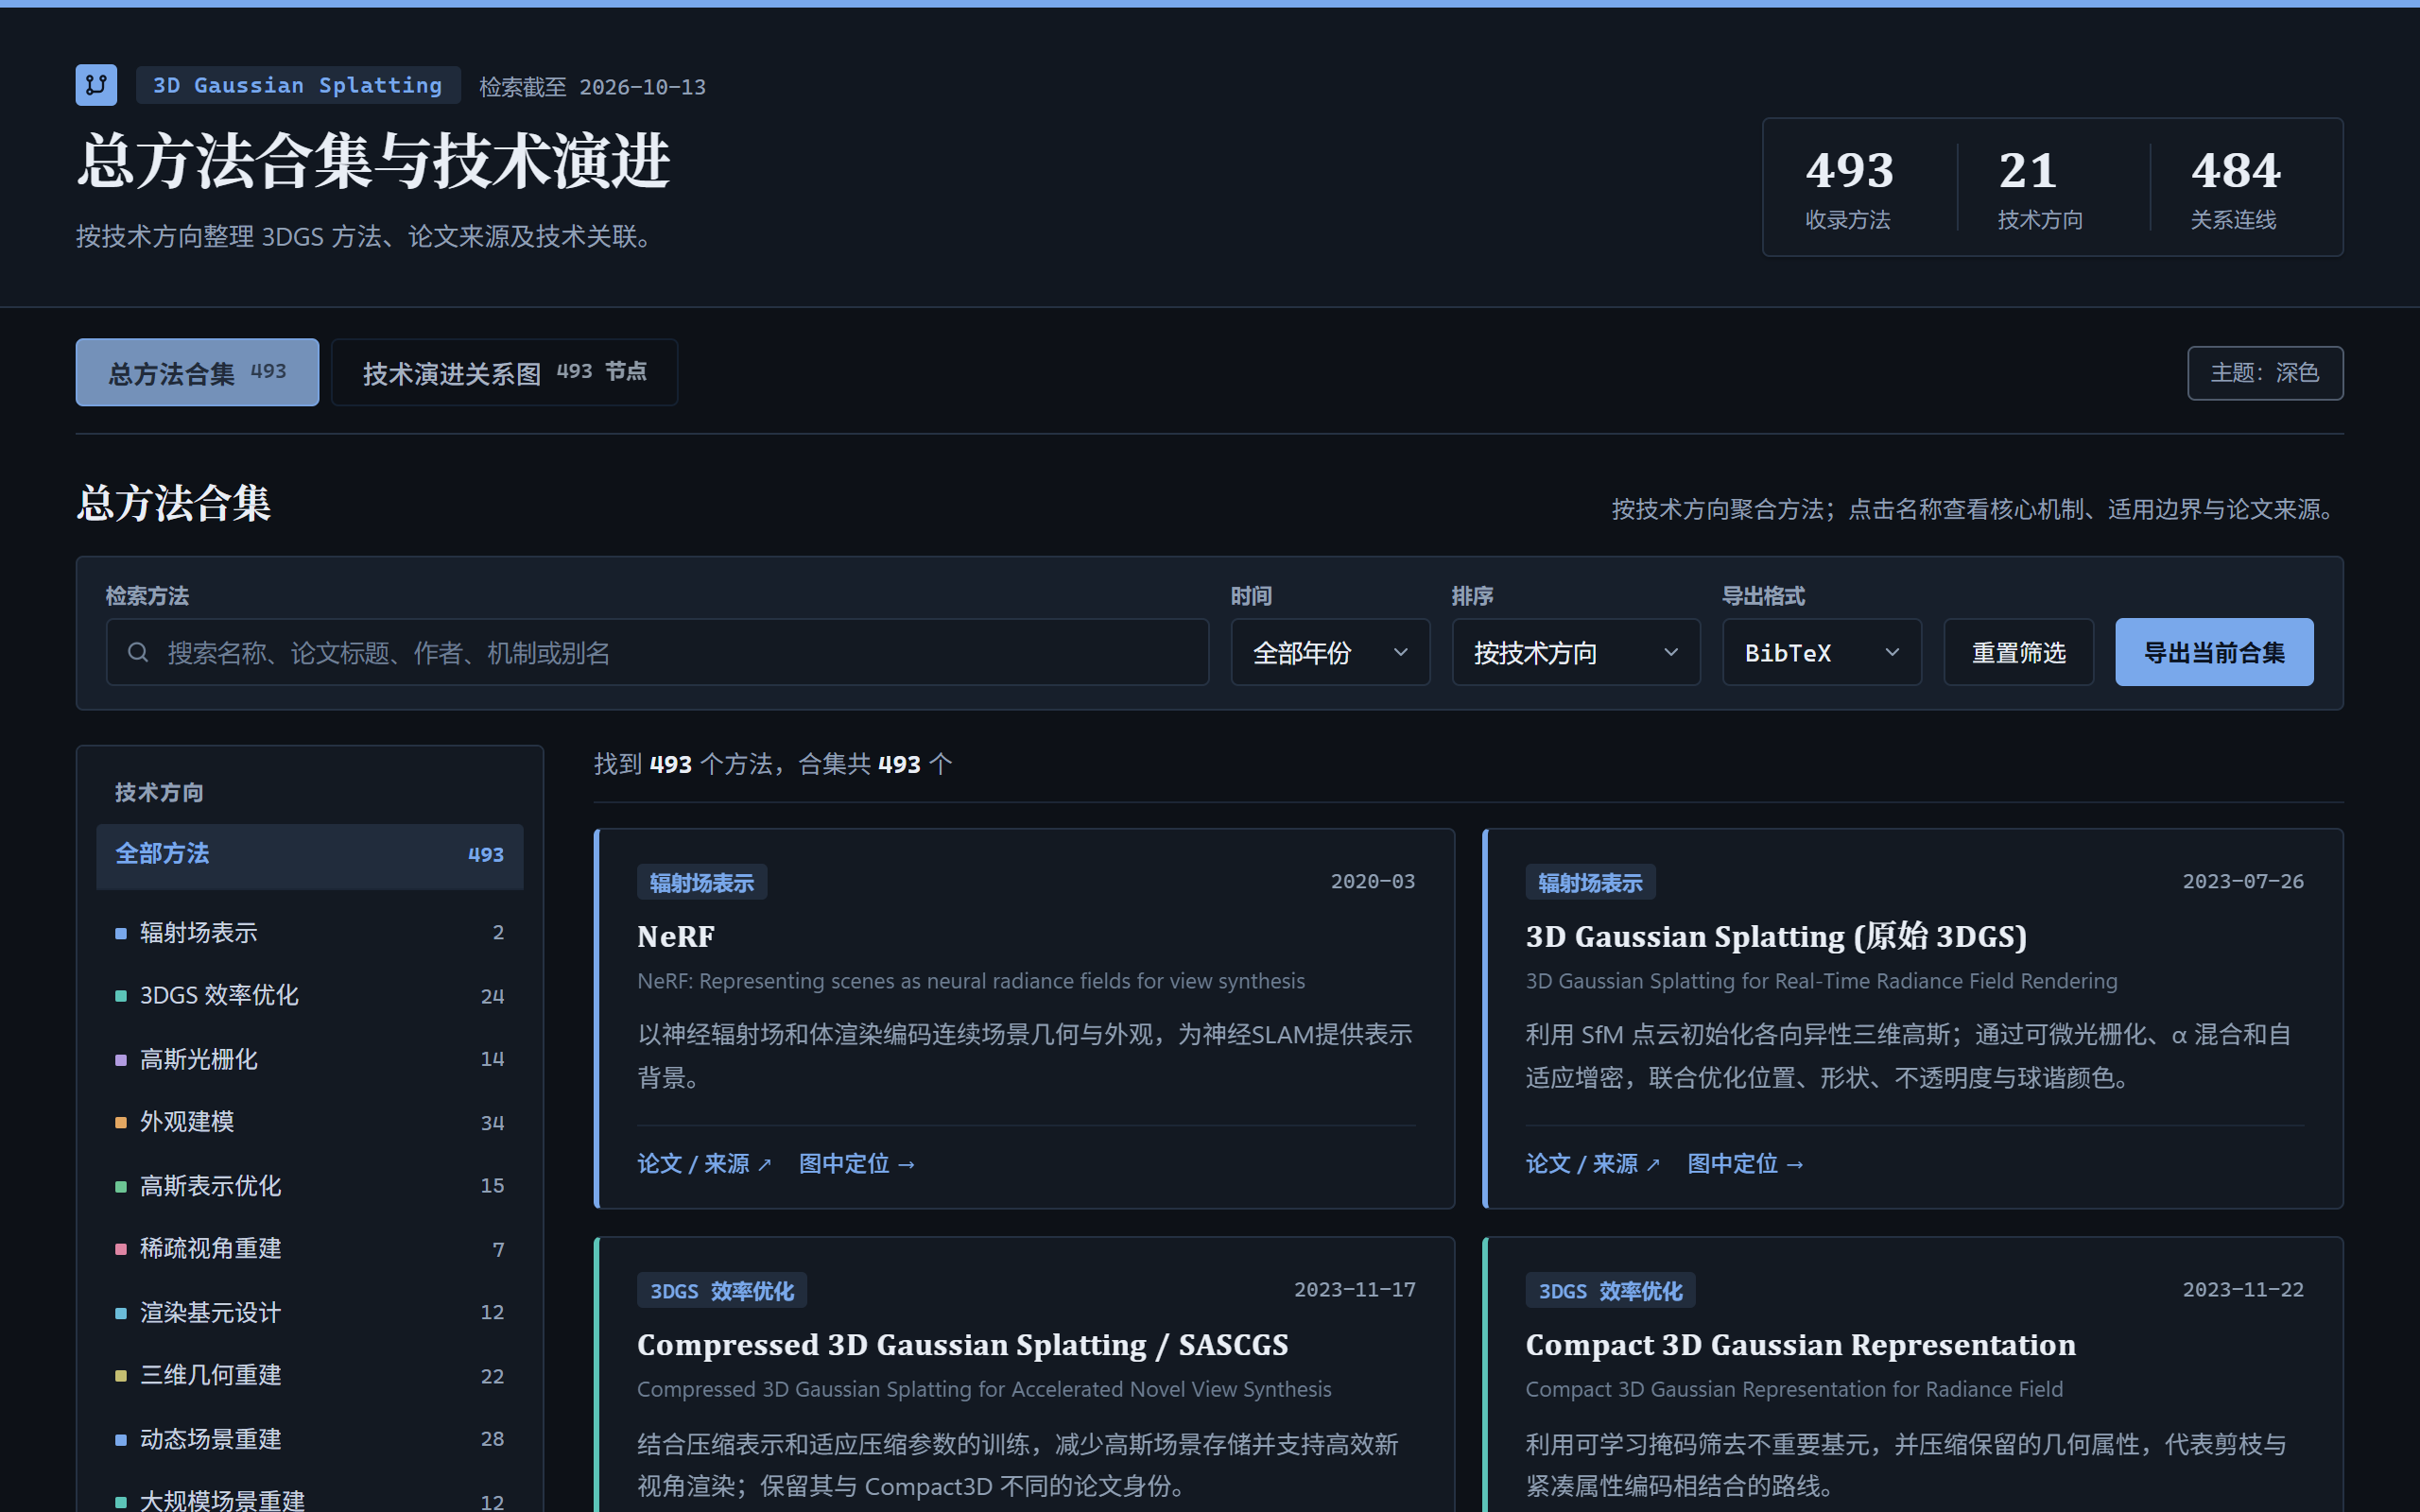 3D Gaussian Splatting 检索截至 2026-10-13
总方法合集与技术演进
按技术方向整理 3DGS 方法、论文来源及技术关联。
493 21 484
收录方法 技术方向 关系连线
总方法合集 493 技术演进关系图 493 节点 主题：深色
总方法合集
按技术方向聚合方法；点击名称查看核心机制、适用边界与论文来源。
检索方法 时间 排序 导出格式
搜索名称、论文标题、作者、机制或别名 全部年份 按技术方向 BibTeX 重置筛选 导出当前合集
技术方向
全部方法 493
辐射场表示 2
3DGS 效率优化 24
高斯光栅化 14
外观建模 34
高斯表示优化 15
稀疏视角重建 7
渲染基元设计 12
三维几何重建 22
动态场景重建 28
大规模场景重建 12
找到 493 个方法，合集共 493 个
辐射场表示 2020-03
NeRF
NeRF: Representing scenes as neural radiance fields for view synthesis
以神经辐射场和体渲染编码连续场景几何与外观，为神经SLAM提供表示
背景。
论文 / 来源 ↗ 图中定位 →
辐射场表示 2023-07-26
3D Gaussian Splatting (原始 3DGS)
3D Gaussian Splatting for Real-Time Radiance Field Rendering
利用 SfM 点云初始化各向异性三维高斯；通过可微光栅化、α 混合和自
适应增密，联合优化位置、形状、不透明度与球谐颜色。
论文 / 来源 ↗ 图中定位 →
3DGS 效率优化 2023-11-17
Compressed 3D Gaussian Splatting / SASCGS
Compressed 3D Gaussian Splatting for Accelerated Novel View Synthesis
结合压缩表示和适应压缩参数的训练，减少高斯场景存储并支持高效新
视角渲染；保留其与 Compact3D 不同的论文身份。
3DGS 效率优化 2023-11-22
Compact 3D Gaussian Representation
Compact 3D Gaussian Representation for Radiance Field
利用可学习掩码筛去不重要基元，并压缩保留的几何属性，代表剪枝与
紧凑属性编码相结合的路线。